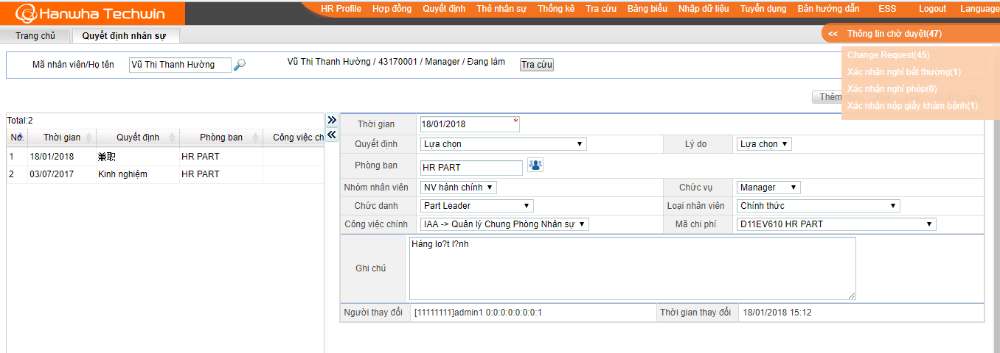 Hanwha Techwin
HR Profile Hợp đồng Quyết định Thẻ nhân sự Thống kê Tra cứu Bảng biểu Nhập dữ liệu Tuyển dụng Bản hướng dẫn ESS Logout Language
Trang chủ Quyết định nhân sự
<< Thông tin chờ duyệt(47)
Change Request(45)
Xác nhận nghỉ bất thường(1)
Xác nhận nghỉ phép(0)
Xác nhận nộp giấy khám bệnh(1)
Mã nhân viên/Họ tên Vũ Thị Thanh Hường Vũ Thị Thanh Hường / 43170001 / Manager / Đang làm Tra cứu
Thêm
Total:2
No. Thời gian Quyết định Phòng ban Công việc ch
1 18/01/2018 兼职 HR PART
2 03/07/2017 Kinh nghiệm HR PART
Thời gian 18/01/2018 *
Quyết định Lựa chọn Lý do Lựa chọn
Phòng ban HR PART
Nhóm nhân viên NV hành chính Chức vụ Manager
Chức danh Part Leader Loại nhân viên Chính thức
Công việc chính IAA -> Quản lý Chung Phòng Nhân sự Mã chi phí D11EV610 HR PART
Ghi chú Hàng lo?t l?nh
Người thay đổi [11111111]admin1 0:0:0:0:0:0:0:1 Thời gian thay đổi 18/01/2018 15:12